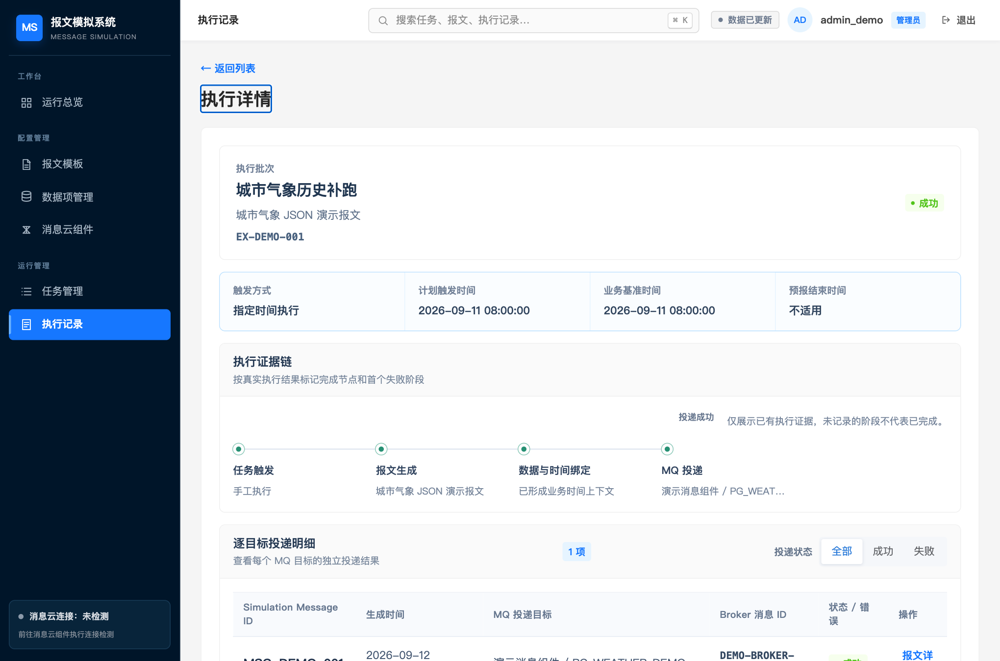 MS
报文模拟系统
MESSAGE SIMULATION
工作台
运行总览
配置管理
报文模板
数据项管理
消息云组件
运行管理
任务管理
执行记录
消息云连接：未检测
前往消息云组件执行连接检测
执行记录
搜索任务、报文、执行记录...
⌘ K
数据已更新
AD
admin_demo
管理员
退出
← 返回列表
执行详情
执行批次
城市气象历史补跑
城市气象 JSON 演示报文
EX-DEMO-001
成功
触发方式
指定时间执行
计划触发时间
2026-09-11 08:00:00
业务基准时间
2026-09-11 08:00:00
预报结束时间
不适用
执行证据链
按真实执行结果标记完成节点和首个失败阶段
投递成功
仅展示已有执行证据，未记录的阶段不代表已完成。
任务触发
手工执行
报文生成
城市气象 JSON 演示报文
数据与时间绑定
已形成业务时间上下文
MQ 投递
演示消息组件 / PG_WEAT...
逐目标投递明细
查看每个 MQ 目标的独立投递结果
1 项
投递状态
全部
成功
失败
Simulation Message
ID
生成时间
MQ 投递目标
Broker 消息 ID
状态 / 错
误
操作
MSG-DEMO-001
2026-09-12
演示消息组件 / PG_WEATHER_DEMO
DEMO-BROKER-
成功
报文详